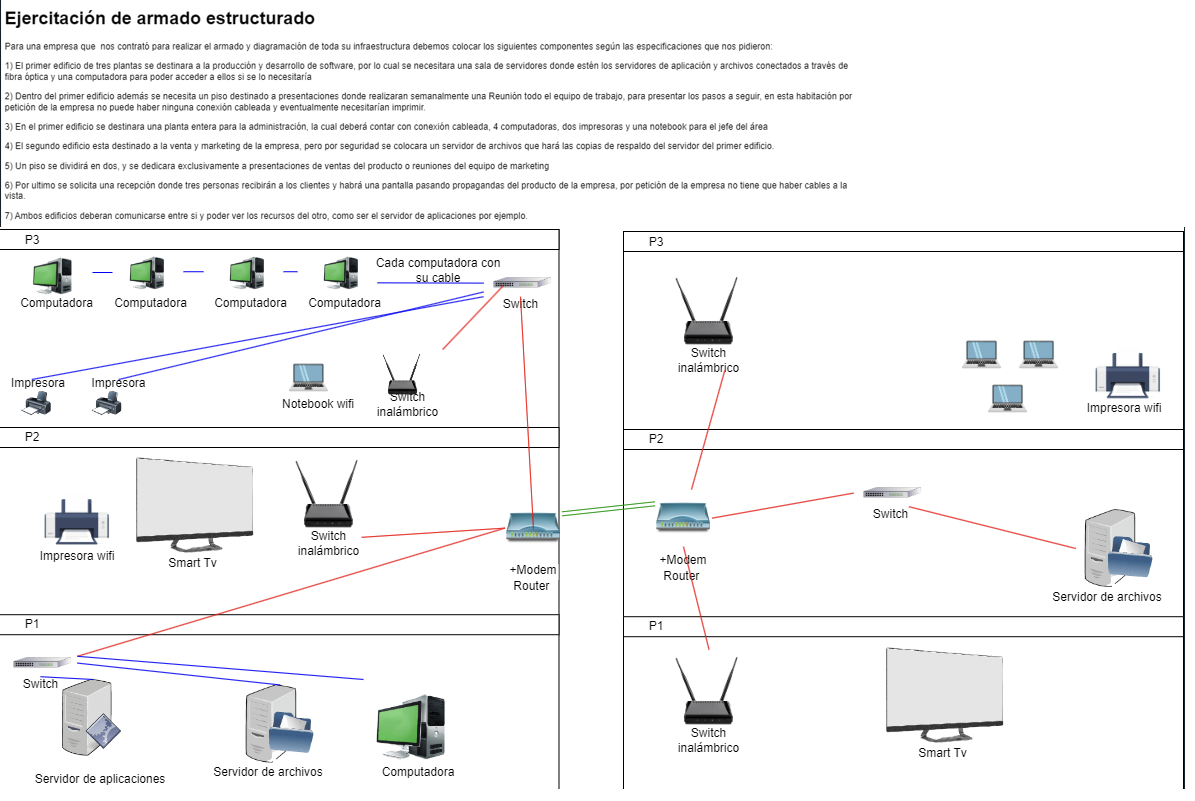 Ejercitación de armado estructurado
Para una empresa que  nos contrató para realizar el armado y diagramación de toda su infraestructura debemos colocar los siguientes componentes según las especificaciones que nos pidieron:
1) El primer edificio de tres plantas se destinara a la producción y desarrollo de software, por lo cual se necesitara una sala de servidores donde estén los servidores de aplicación y archivos conectados a través de
fibra óptica y una computadora para poder acceder a ellos si se lo necesitaría
2) Dentro del primer edificio además se necesita un piso destinado a presentaciones donde realizaran semanalmente una Reunión todo el equipo de trabajo, para presentar los pasos a seguir, en esta habitación por
petición de la empresa no puede haber ninguna conexión cableada y eventualmente necesitarían imprimir.
3) En el primer edificio se destinara una planta entera para la administración, la cual deberá contar con conexión cableada, 4 computadoras, dos impresoras y una notebook para el jefe del área
4) El segundo edificio esta destinado a la venta y marketing de la empresa, pero por seguridad se colocara un servidor de archivos que hará las copias de respaldo del servidor del primer edificio.
5) Un piso se dividirá en dos, y se dedicara exclusivamente a presentaciones de ventas del producto o reuniones del equipo de marketing
6) Por ultimo se solicita una recepción donde tres personas recibirán a los clientes y habrá una pantalla pasando propagandas del producto de la empresa, por petición de la empresa no tiene que haber cables a la
vista.
7) Ambos edificios deberan comunicarse entre si y poder ver los recursos del otro, como ser el servidor de aplicaciones por ejemplo.
P3
Cada computadora con
su cable
Computadora
Computadora
Computadora
Computadora
Switch
Impresora
Impresora
Notebook wifi
Switch
inalámbrico
P2
Impresora wifi
Smart Tv
Switch
inalámbrico
+Modem
Router
P1
Switch
Servidor de aplicaciones
Servidor de archivos
Computadora
P3
Switch
inalámbrico
Impresora wifi
P2
+Modem
Router
Switch
Servidor de archivos
P1
Switch
inalámbrico
Smart Tv